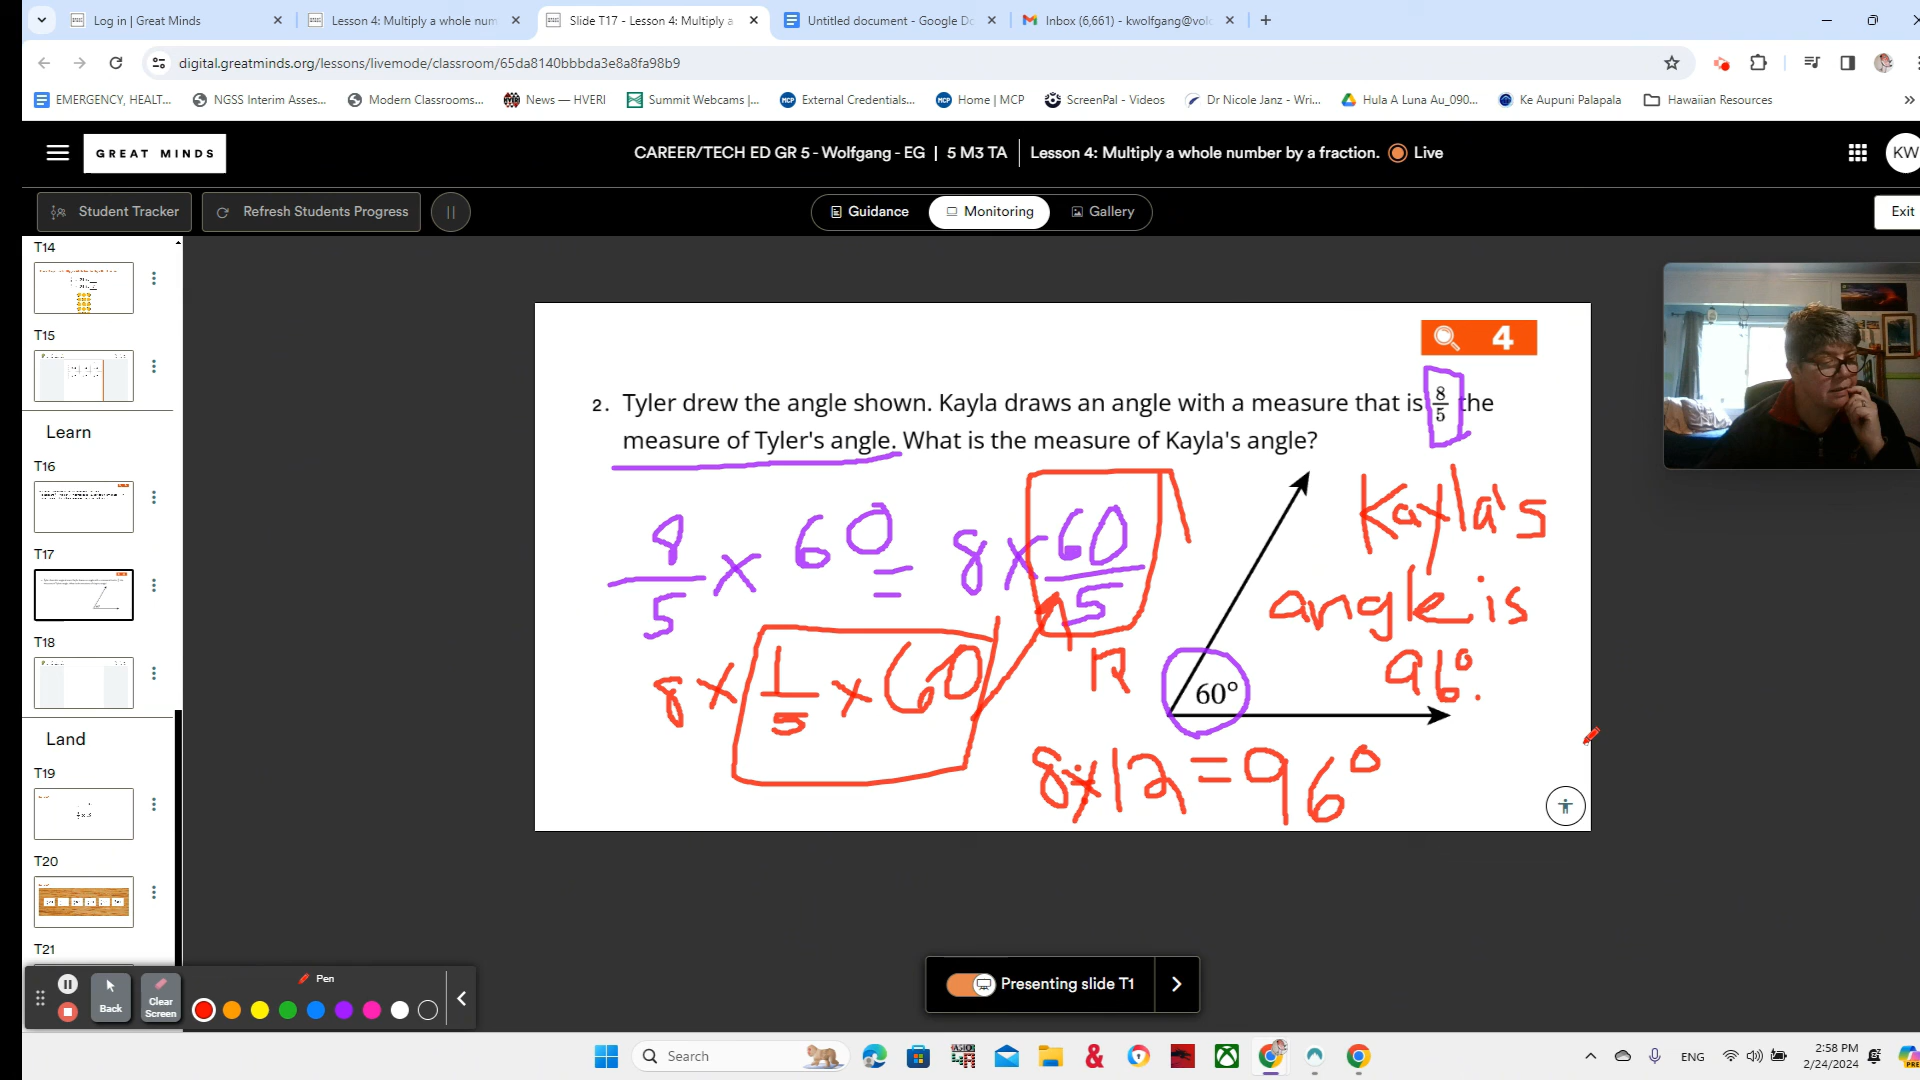 Log in | Great Minds
Lesson 4: Multiply a whole num
Slide T17 - Lesson 4: Multiply a
Untitled document - Google Do
Inbox (6,661) - kwolfgang@volc
digital.greatminds.org/lessons/livemode/classroom/65da8140bbbda3e8a8fa98b9
EMERGENCY, HEALT...
NGSS Interim Asses...
Modern Classrooms...
News — HVERI
Summit Webcams |...
External Credentials...
Home | MCP
ScreenPal - Videos
Dr Nicole Janz - Wri...
Hula A Luna Au_090...
Ke Aupuni Palapala
Hawaiian Resources
GREAT MINDS
CAREER/TECH ED GR 5 - Wolfgang - EG | 5 M3 TA
Lesson 4: Multiply a whole number by a fraction.
Live
KW
Student Tracker
Refresh Students Progress
Guidance
Monitoring
Gallery
Exit
T14
T15
Learn
T16
T17
T18
Land
T19
T20
T21
4
2. Tyler drew the angle shown. Kayla draws an angle with a measure that is 8/5 the
measure of Tyler's angle. What is the measure of Kayla's angle?
8/5 × 60 = 8 × 60/5
8 × 1/5 × 60
60°
Kayla's
angle is
96°.
8×12=96°
Pen
Back
Clear
Screen
Presenting slide T1
Search
ENG
2:58 PM
2/24/2024